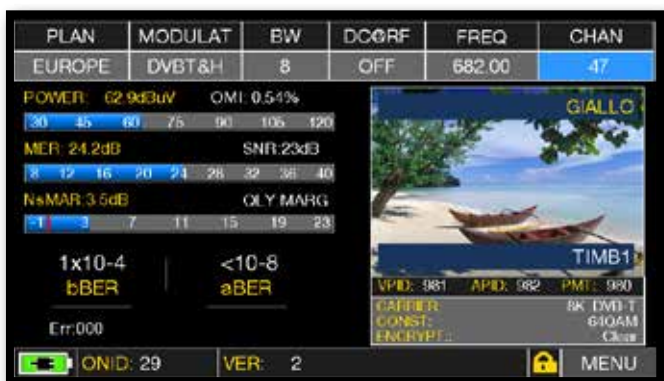 PLAN MODULAT BW DC@RF FREQ CHAN
EUROPE DVBT&H 8 OFF 682.00 47
POWER: 62.9dBuV OMI: 0.54%
30 45 60 75 90 105 120
GIALLO
MER: 24.2dB SNR:23dB
8 12 16 20 24 28 32 36 40
NsMAR:3.5dB QLY MARG
-1 3 7 11 15 19 23
TIMB1
1x10-4 <10-8
bBER aBER
VPID: 981 APID: 982 PMT: 980
CARRIER: 8K DVB-T
CONST: 64QAM
ENCRYPT.: Clear
Err:000
ONID: 29 VER: 2 MENU